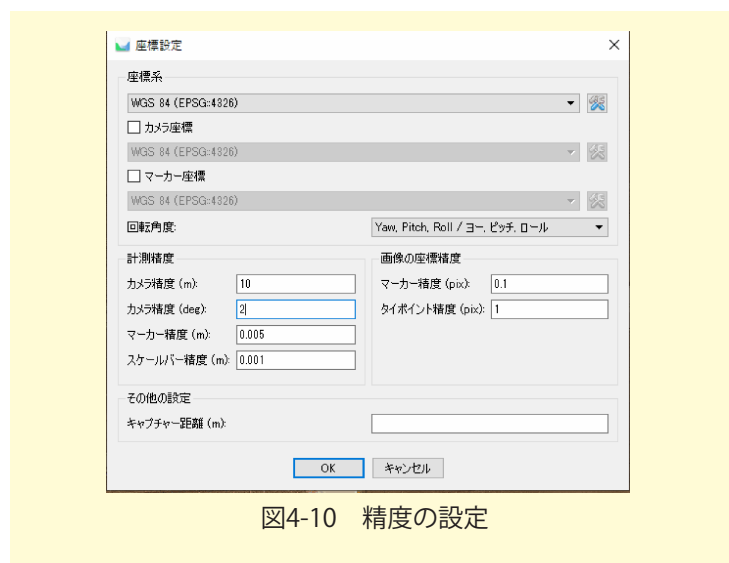 座標設定
座標系
WGS 84 (EPSG::4326)
カメラ座標
WGS 84 (EPSG::4326)
マーカー座標
WGS 84 (EPSG::4326)
回転角度: Yaw, Pitch, Roll / ヨー, ピッチ, ロール
計測精度 画像の座標精度
カメラ精度 (m): 10 マーカー精度 (pix): 0.1
カメラ精度 (deg): 2 タイポイント精度 (pix): 1
マーカー精度 (m): 0.005
スケールバー精度 (m): 0.001
その他の設定
キャプチャー距離 (m):
OK キャンセル
図4-10 精度の設定